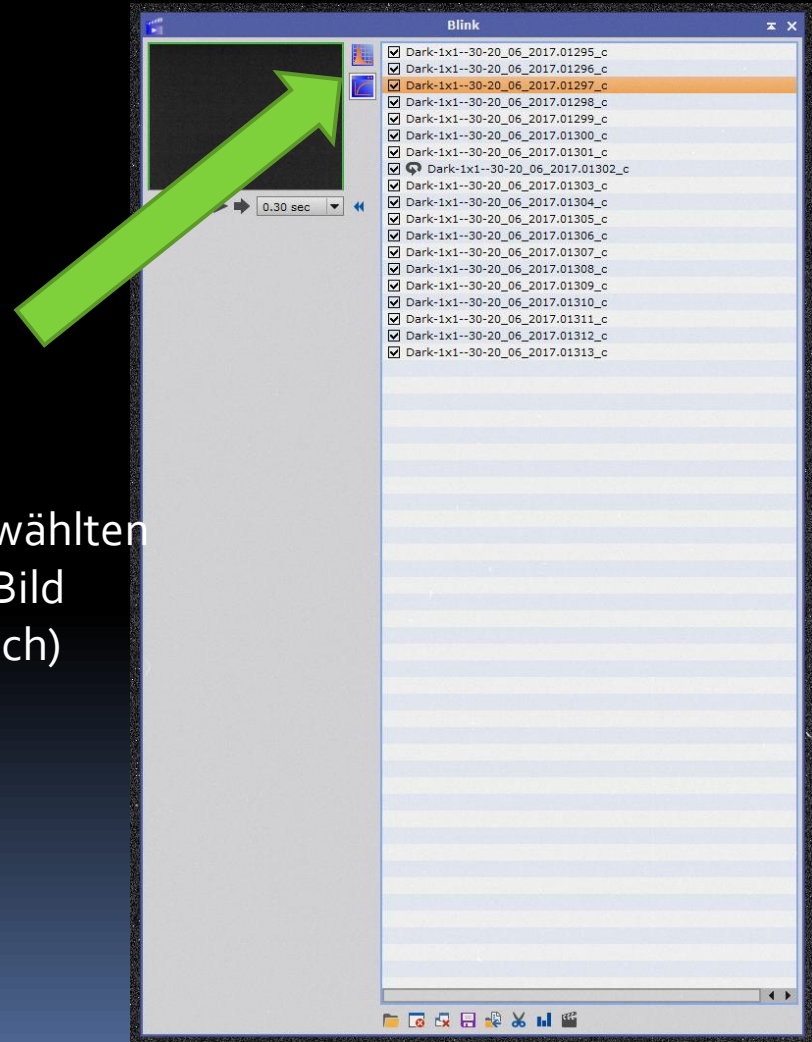 Blink
Dark-1x1--30-20_06_2017.01295_c
Dark-1x1--30-20_06_2017.01296_c
Dark-1x1--30-20_06_2017.01297_c
Dark-1x1--30-20_06_2017.01298_c
Dark-1x1--30-20_06_2017.01299_c
Dark-1x1--30-20_06_2017.01300_c
Dark-1x1--30-20_06_2017.01301_c
Dark-1x1--30-20_06_2017.01302_c
Dark-1x1--30-20_06_2017.01303_c
Dark-1x1--30-20_06_2017.01304_c
Dark-1x1--30-20_06_2017.01305_c
Dark-1x1--30-20_06_2017.01306_c
Dark-1x1--30-20_06_2017.01307_c
Dark-1x1--30-20_06_2017.01308_c
Dark-1x1--30-20_06_2017.01309_c
Dark-1x1--30-20_06_2017.01310_c
Dark-1x1--30-20_06_2017.01311_c
Dark-1x1--30-20_06_2017.01312_c
Dark-1x1--30-20_06_2017.01313_c
0.30 sec
wählten
Bild
ch)